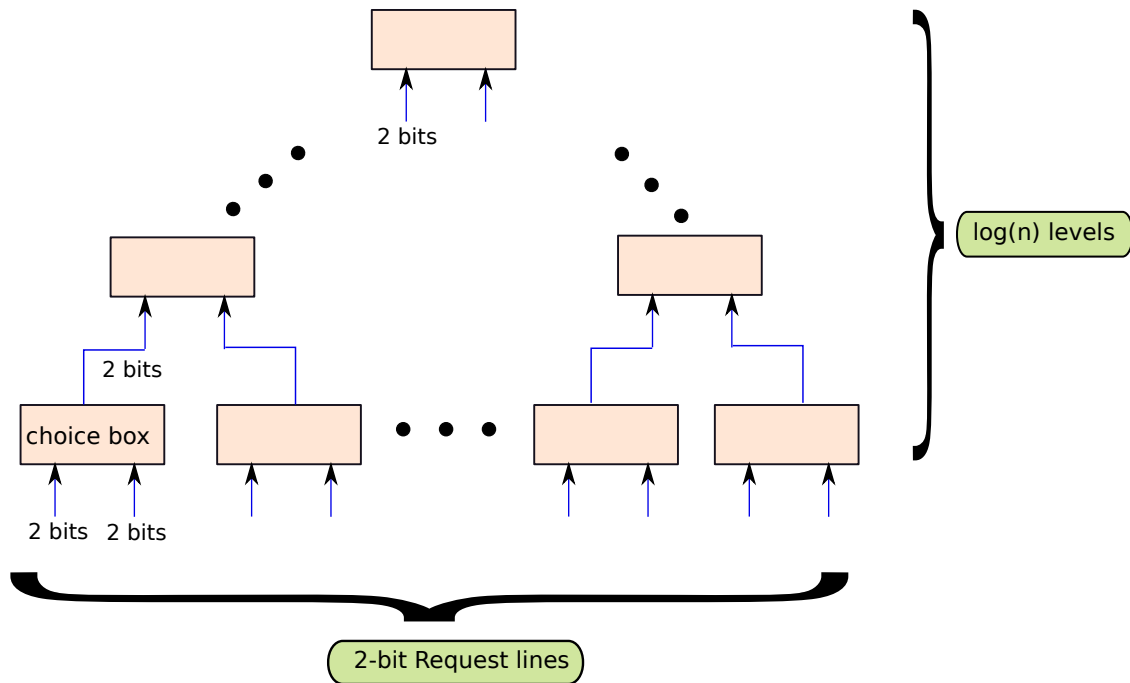 2 bits
log(n) levels
2 bits
choice box
2 bits 2 bits
2-bit Request lines